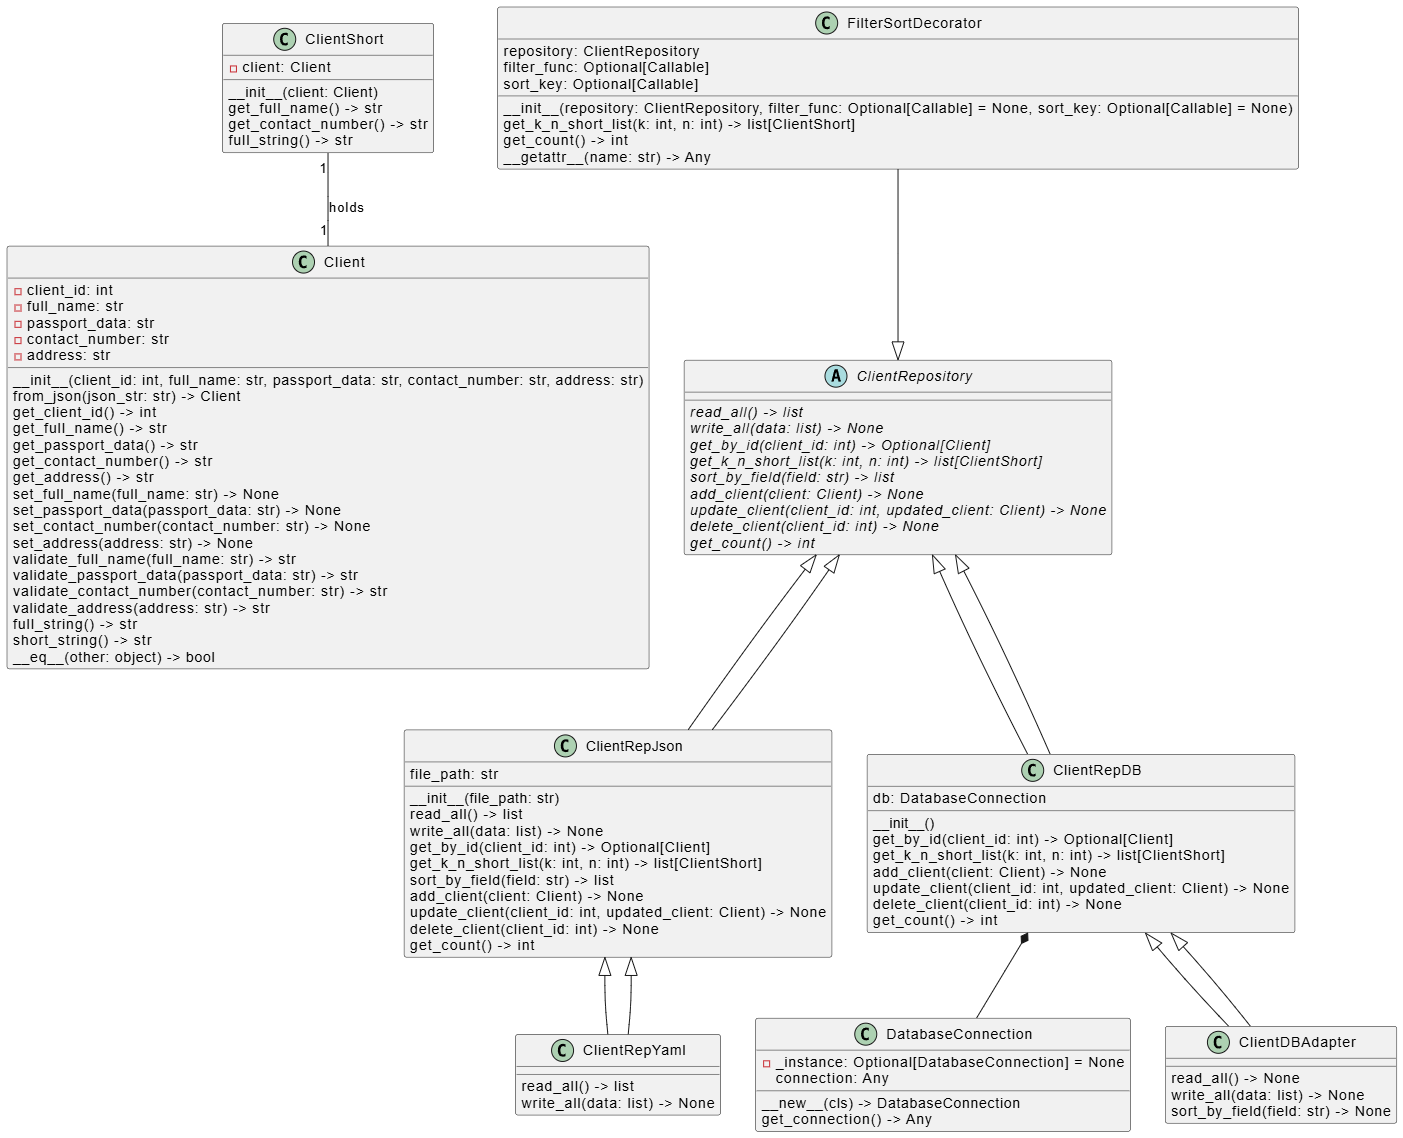 C ClientShort
client: Client
__init__(client: Client)
get_full_name() -> str
get_contact_number() -> str
full_string() -> str
C FilterSortDecorator
repository: ClientRepository
filter_func: Optional[Callable]
sort_key: Optional[Callable]
__init__(repository: ClientRepository, filter_func: Optional[Callable] = None, sort_key: Optional[Callable] = None)
get_k_n_short_list(k: int, n: int) -> list[ClientShort]
get_count() -> int
__getattr__(name: str) -> Any
1
holds
1
C Client
client_id: int
full_name: str
passport_data: str
contact_number: str
address: str
__init__(client_id: int, full_name: str, passport_data: str, contact_number: str, address: str)
from_json(json_str: str) -> Client
get_client_id() -> int
get_full_name() -> str
get_passport_data() -> str
get_contact_number() -> str
get_address() -> str
set_full_name(full_name: str) -> None
set_passport_data(passport_data: str) -> None
set_contact_number(contact_number: str) -> None
set_address(address: str) -> None
validate_full_name(full_name: str) -> str
validate_passport_data(passport_data: str) -> str
validate_contact_number(contact_number: str) -> str
validate_address(address: str) -> str
full_string() -> str
short_string() -> str
__eq__(other: object) -> bool
A ClientRepository
read_all() -> list
write_all(data: list) -> None
get_by_id(client_id: int) -> Optional[Client]
get_k_n_short_list(k: int, n: int) -> list[ClientShort]
sort_by_field(field: str) -> list
add_client(client: Client) -> None
update_client(client_id: int, updated_client: Client) -> None
delete_client(client_id: int) -> None
get_count() -> int
C ClientRepJson
file_path: str
__init__(file_path: str)
read_all() -> list
write_all(data: list) -> None
get_by_id(client_id: int) -> Optional[Client]
get_k_n_short_list(k: int, n: int) -> list[ClientShort]
sort_by_field(field: str) -> list
add_client(client: Client) -> None
update_client(client_id: int, updated_client: Client) -> None
delete_client(client_id: int) -> None
get_count() -> int
C ClientRepDB
db: DatabaseConnection
__init__()
get_by_id(client_id: int) -> Optional[Client]
get_k_n_short_list(k: int, n: int) -> list[ClientShort]
add_client(client: Client) -> None
update_client(client_id: int, updated_client: Client) -> None
delete_client(client_id: int) -> None
get_count() -> int
C ClientRepYaml
read_all() -> list
write_all(data: list) -> None
C DatabaseConnection
_instance: Optional[DatabaseConnection] = None
connection: Any
__new__(cls) -> DatabaseConnection
get_connection() -> Any
C ClientDBAdapter
read_all() -> None
write_all(data: list) -> None
sort_by_field(field: str) -> None